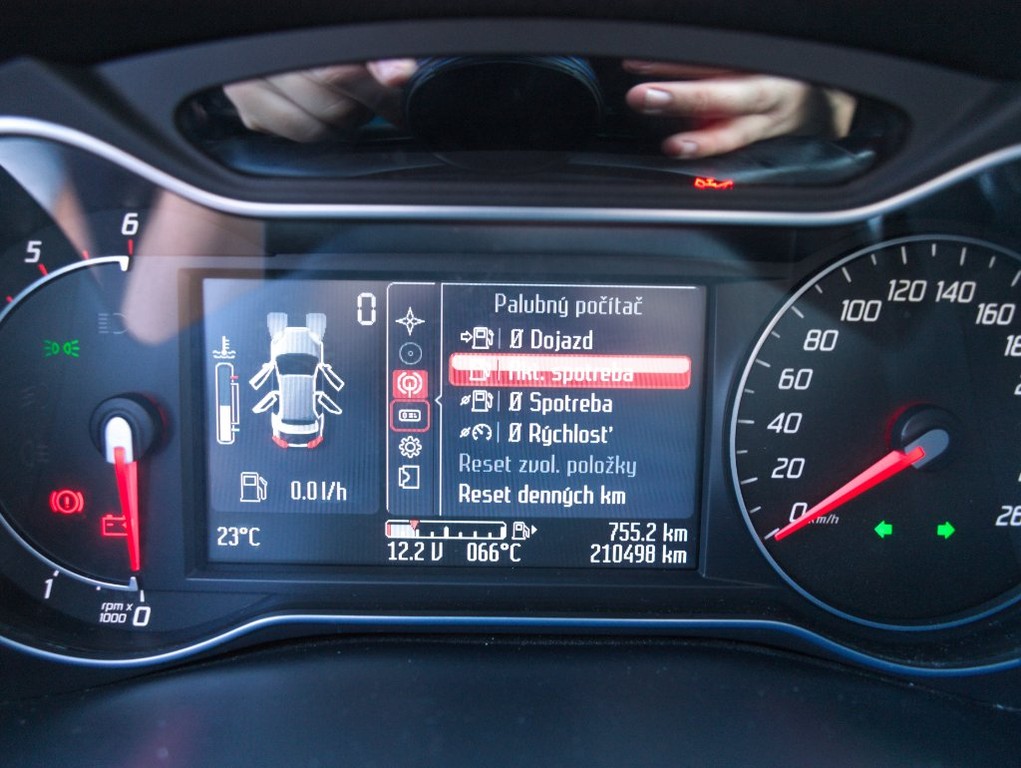 5
6
1
0
rpm x
1000
0
0.0 l/h
23°C
Palubný počítač
Ø Dojazd
Akt. spotreba
Ø Spotreba
Ø Rýchlosť
Reset zvol. položky
Reset denných km
12.2 V 066°C
755.2 km
210498 km
0
20
40
60
80
100
120
140
160
km/h